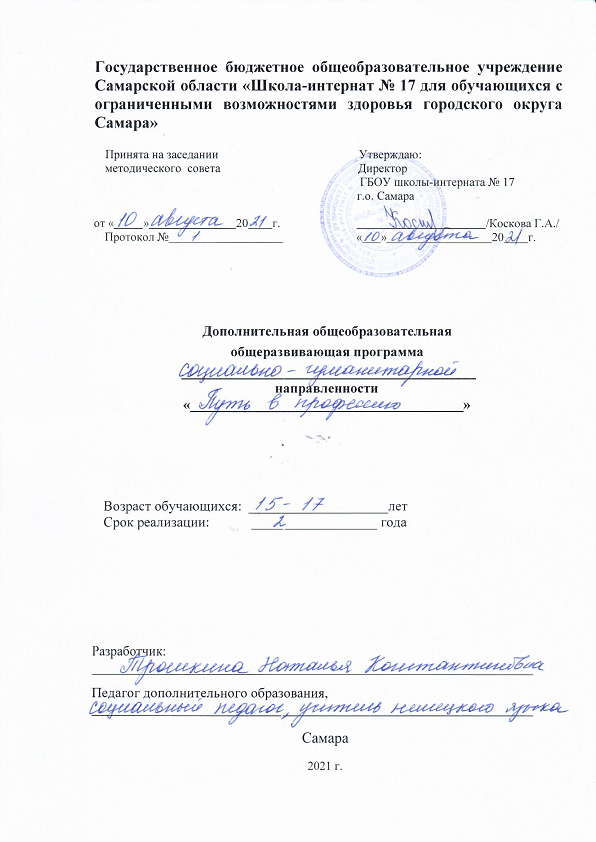 Государственное бюджетное общеобразовательное учреждение
Самарской области «Школа-интернат № 17 для обучающихся с
ограниченными возможностями здоровья городского округа
Самара»
Принята на заседании
методического совета
от «10» августа 2021 г.
Протокол № 1
Утверждаю:
Директор
ГБОУ школы-интерната № 17
г.о. Самара
/Коскова Г.А./
«10» августа 2021 г.
Дополнительная общеобразовательная
общеразвивающая программа
социально - гуманитарной
направленности
« Путь в профессию »
Возраст обучающихся: 15 - 17 лет
Срок реализации: 2 года
Разработчик:
Трошкина Наталья Константиновна
Педагог дополнительного образования,
социальный педагог, учитель немецкого языка
Самара
2021 г.